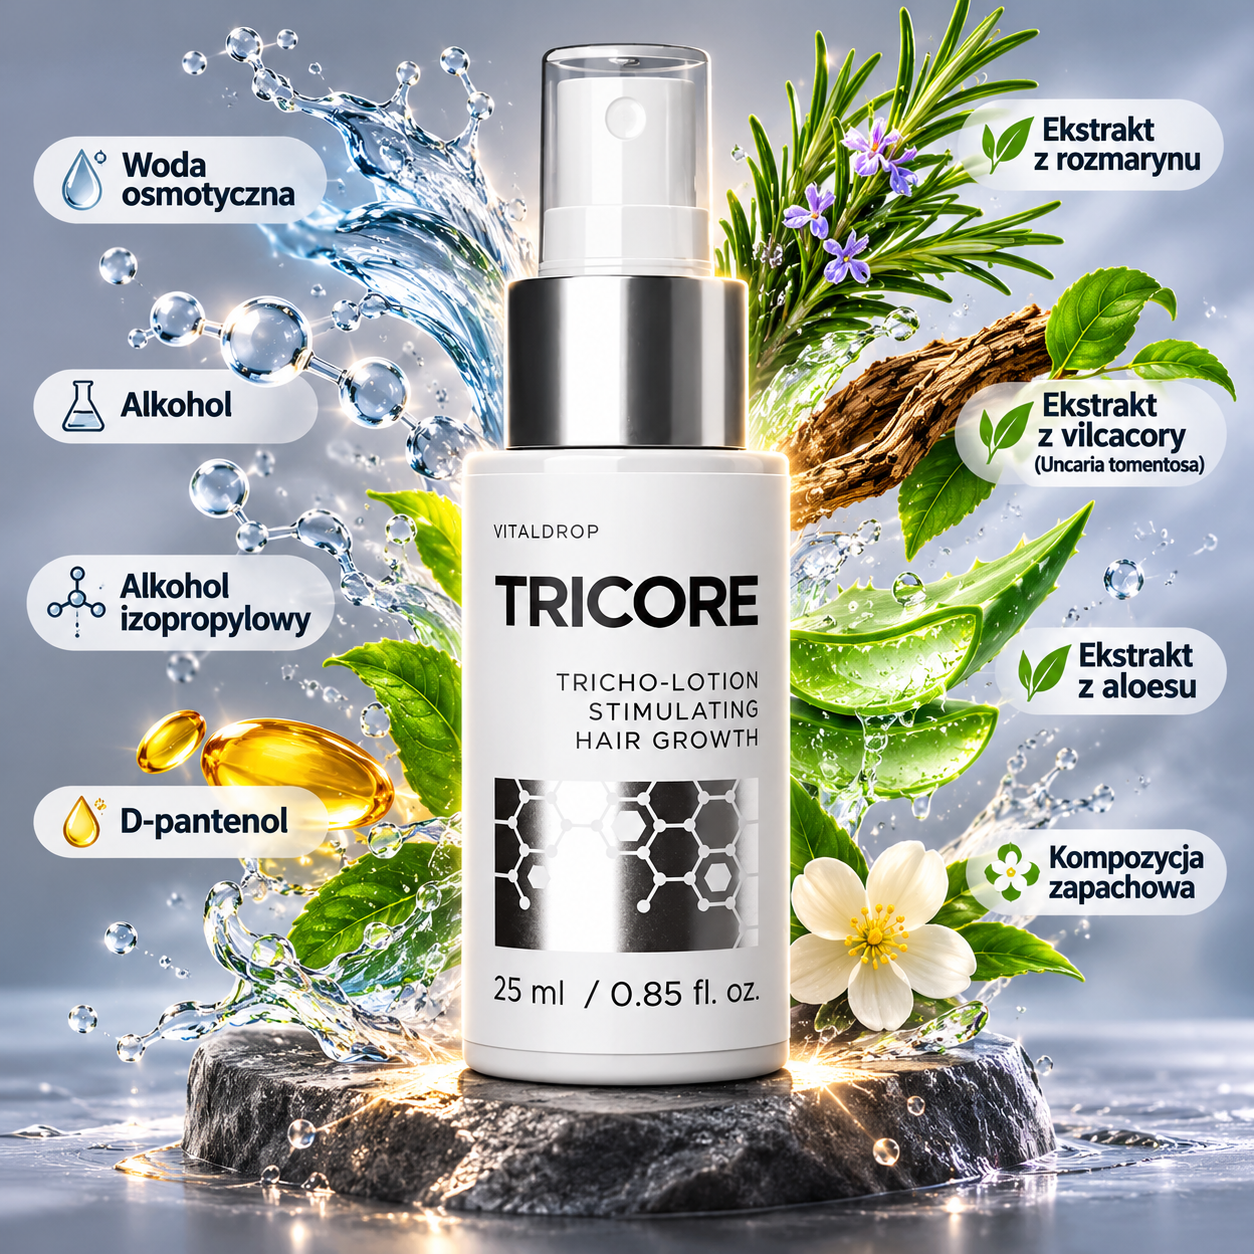 Woda
osmotyczna
Alkohol
Alkohol
izopropylowy
D-pantenol
VITALDROP
TRICORE
TRICHO-LOTION
STIMULATING
HAIR GROWTH
25 ml / 0.85 fl. oz.
Ekstrakt
z rozmarynu
Ekstrakt
z vilcacory
(Uncaria tomentosa)
Ekstrakt
z aloesu
Kompozycja
zapachowa